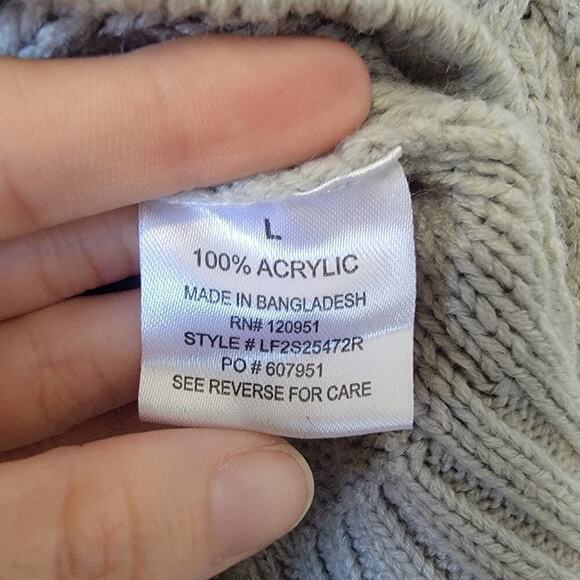 L
100% ACRYLIC
MADE IN BANGLADESH
RN# 120951
STYLE # LF2S25472R
PO # 607951
SEE REVERSE FOR CARE